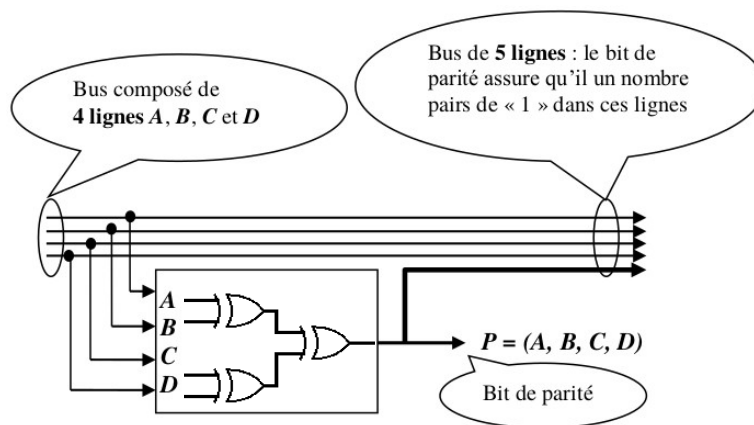 Bus composé de
4 lignes A, B, C et D
Bus de 5 lignes : le bit de
parité assure qu'il un nombre
pairs de « 1 » dans ces lignes
A
B
C
D
P = (A, B, C, D)
Bit de parité